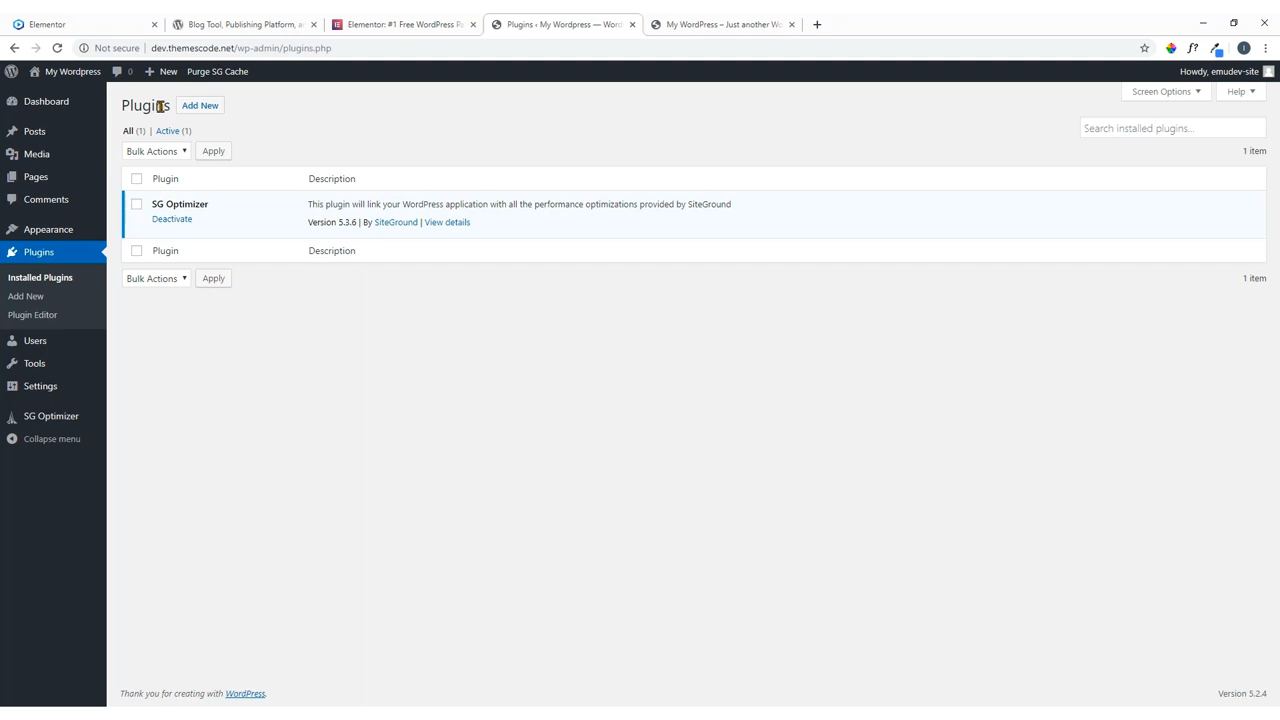 Elementor
Blog Tool, Publishing Platform, a
Elementor: #1 Free WordPress Pa
Plugins ‹ My Wordpress — Word
My WordPress – Just another Wo
Not secure | dev.themescode.net/wp-admin/plugins.php
My Wordpress 0 New Purge SG Cache
Howdy, emudev-site
Dashboard
Posts
Media
Pages
Comments
Appearance
Plugins
Installed Plugins
Add New
Plugin Editor
Users
Tools
Settings
SG Optimizer
Collapse menu
Plugins Add New
Screen Options Help
All (1) | Active (1)
Search installed plugins...
Bulk Actions Apply
1 item
Plugin Description
SG Optimizer This plugin will link your WordPress application with all the performance optimizations provided by SiteGround
Deactivate Version 5.3.6 | By SiteGround | View details
Plugin Description
Bulk Actions Apply
1 item
Thank you for creating with WordPress.
Version 5.2.4